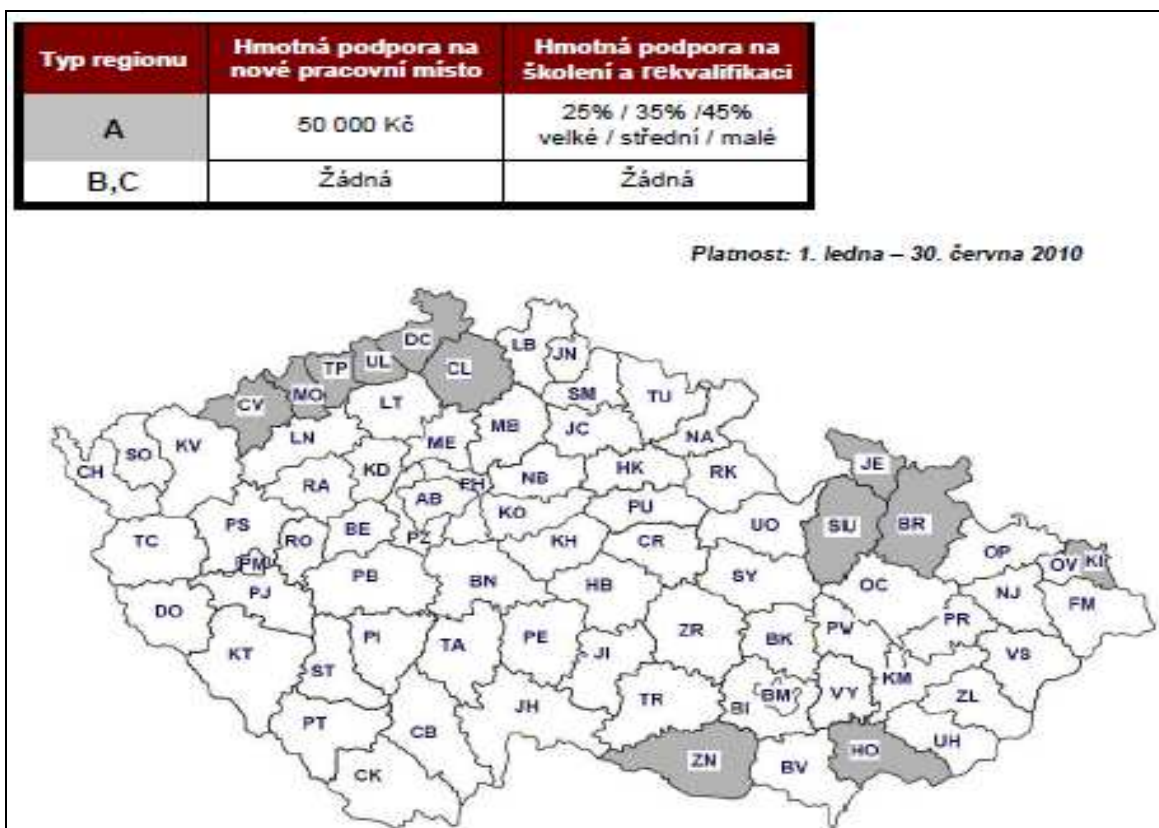 Typ regionu
Hmotná podpora na
nové pracovní místo
Hmotná podpora na
školení a rekvalifikaci
A
50 000 Kč
25% / 35% /45%
velké / střední / malé
B,C
Žádná
Žádná
Platnost: 1. ledna – 30. června 2010
DC
LB
JN
TP
UL
CL
MO
CV
LT
SM
TU
LN
ME
MB
JC
NA
CH
SO
KV
KD
HK
RK
JE
RA
AB
PH
NB
PU
KO
TC
PS
RO
BE
PZ
UO
SU
BR
PM
KH
CR
OP
OV
KI
PB
BN
HB
SY
OC
NJ
FM
DO
PJ
KT
ST
PI
TA
PE
JI
ZR
BK
PW
PR
VS
KM
PT
CB
JH
TR
BI
BM
VY
ZL
UH
CK
ZN
BV
HO